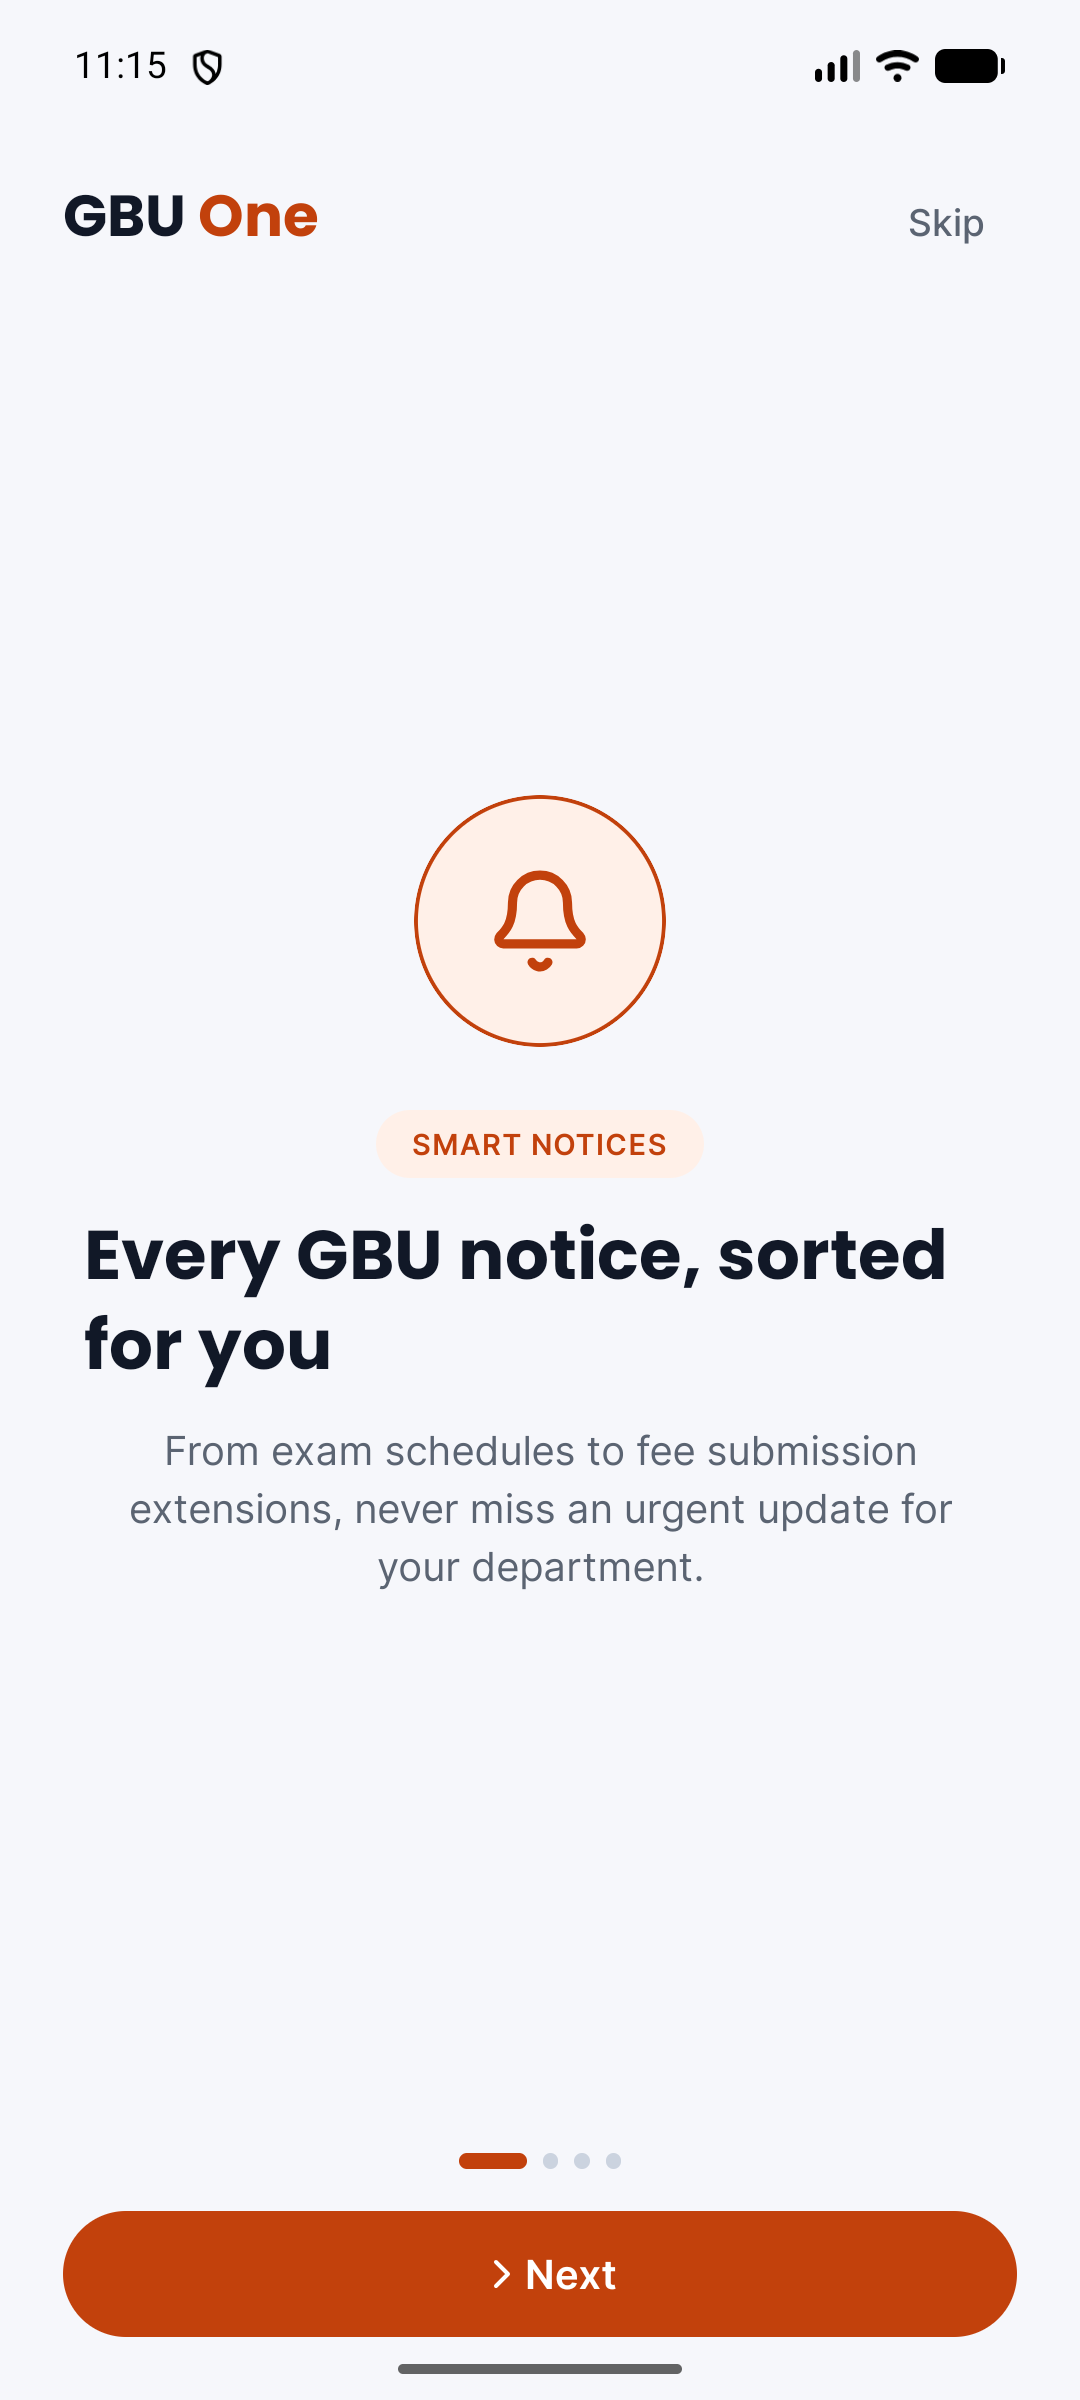 11:15
GBU One
Skip
SMART NOTICES
Every GBU notice, sorted
for you
From exam schedules to fee submission
extensions, never miss an urgent update for
your department.
Next